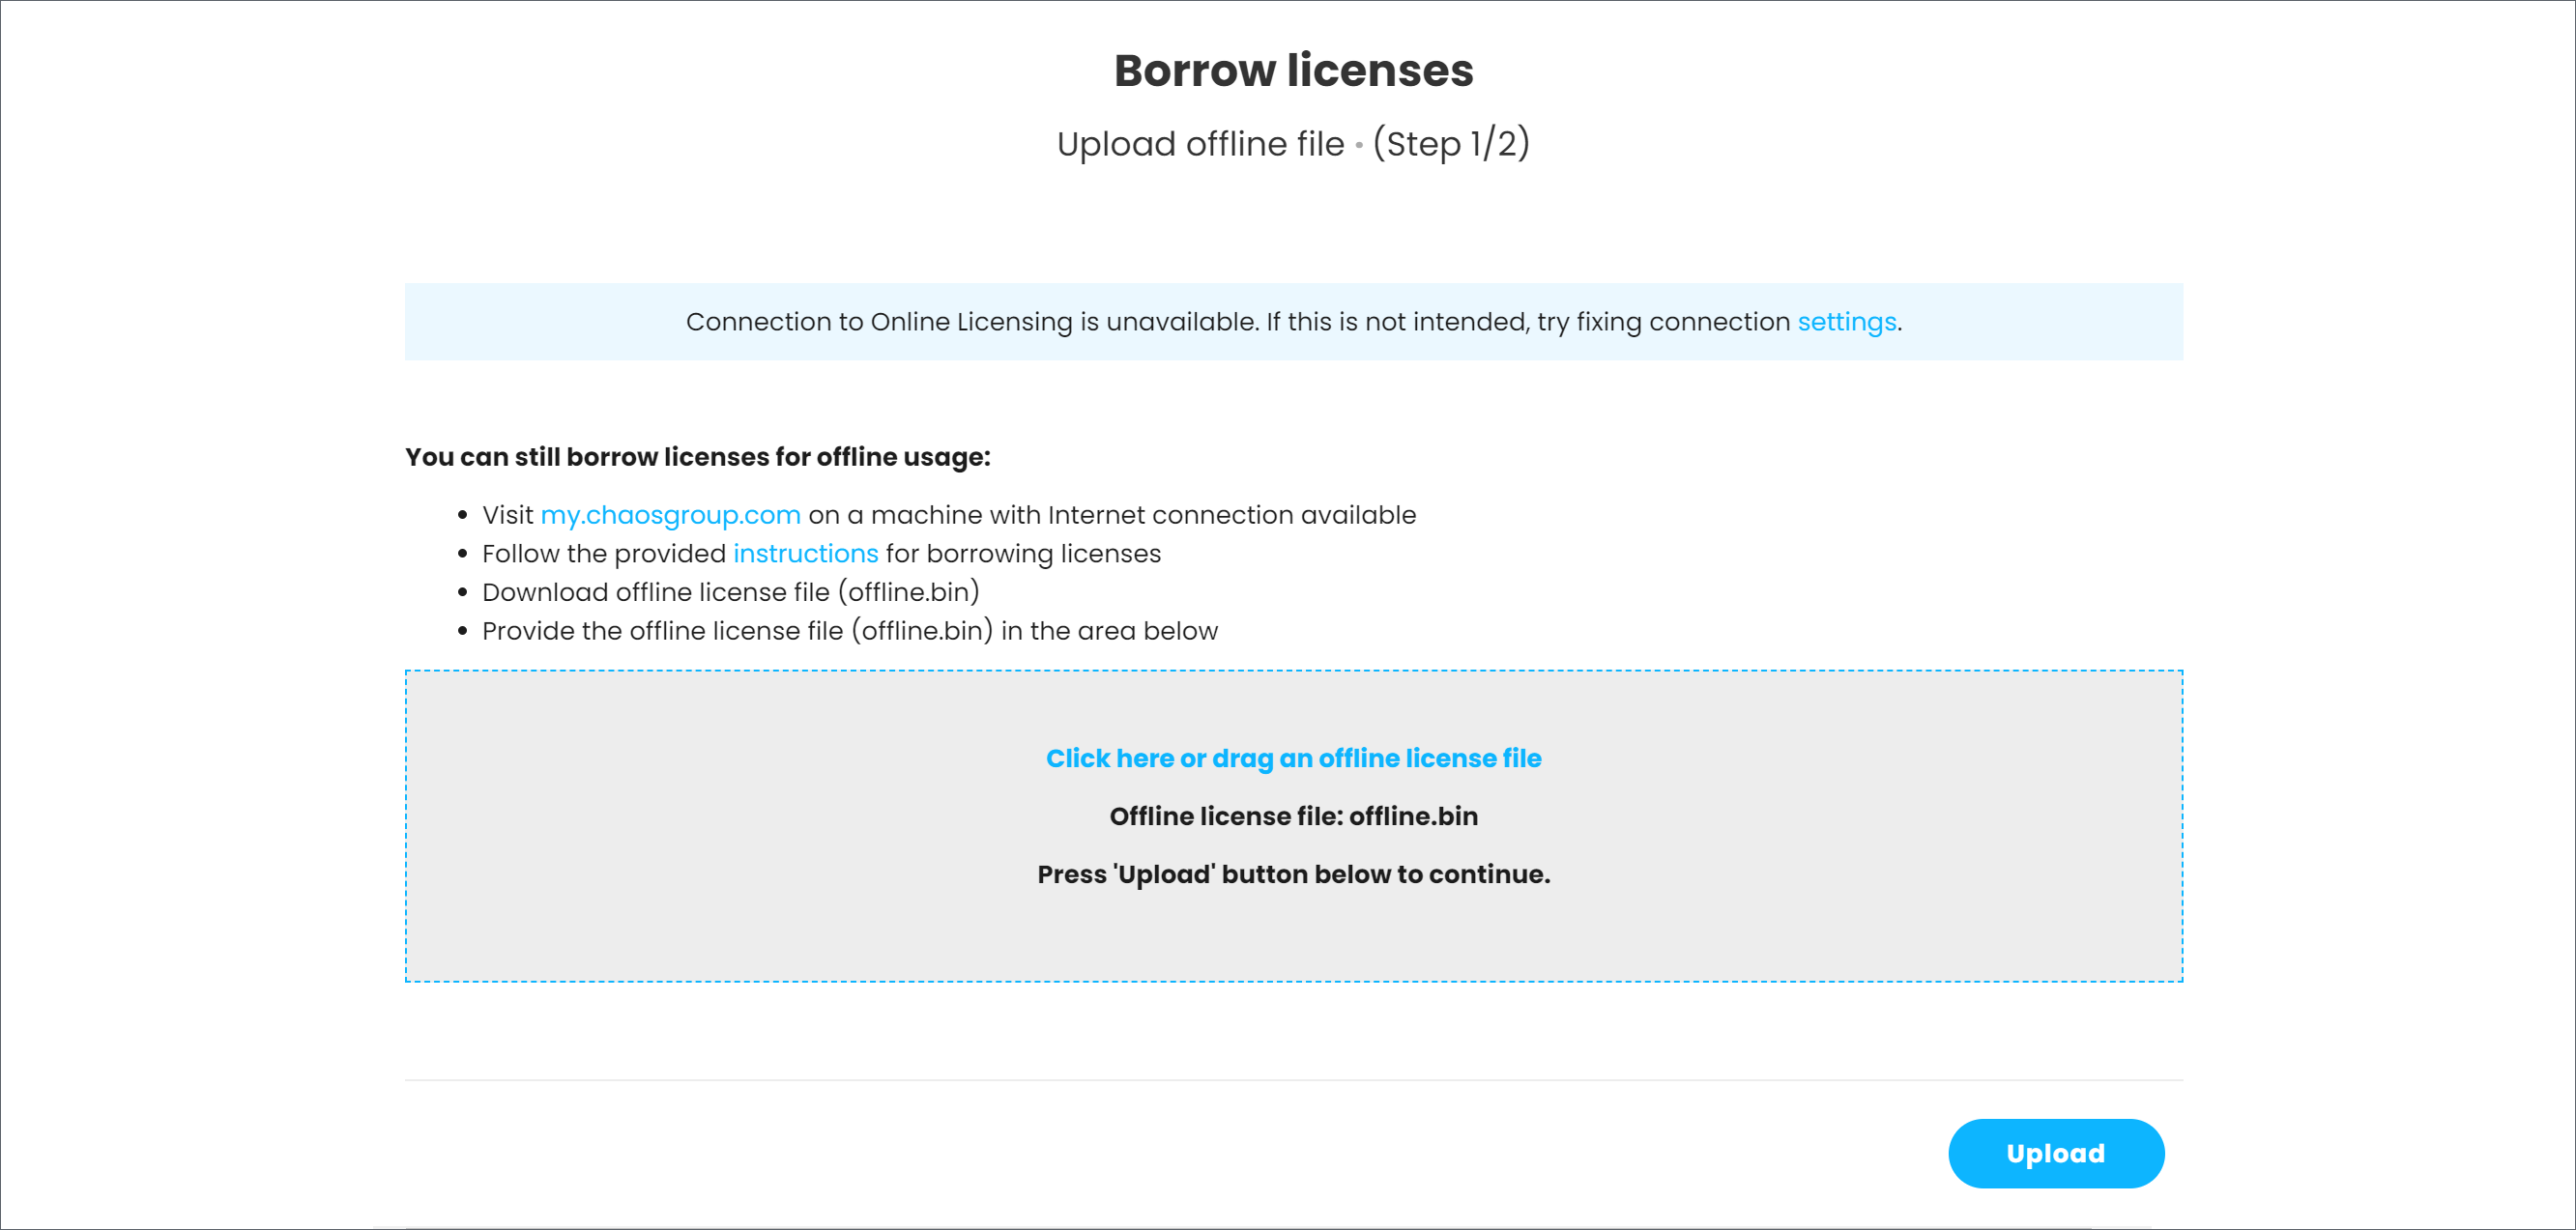 Borrow licenses
Upload offline file • (Step 1/2)
Connection to Online Licensing is unavailable. If this is not intended, try fixing connection settings.
You can still borrow licenses for offline usage:
• Visit my.chaosgroup.com on a machine with Internet connection available
• Follow the provided instructions for borrowing licenses
• Download offline license file (offline.bin)
• Provide the offline license file (offline.bin) in the area below
Click here or drag an offline license file
Offline license file: offline.bin
Press 'Upload' button below to continue.
Upload